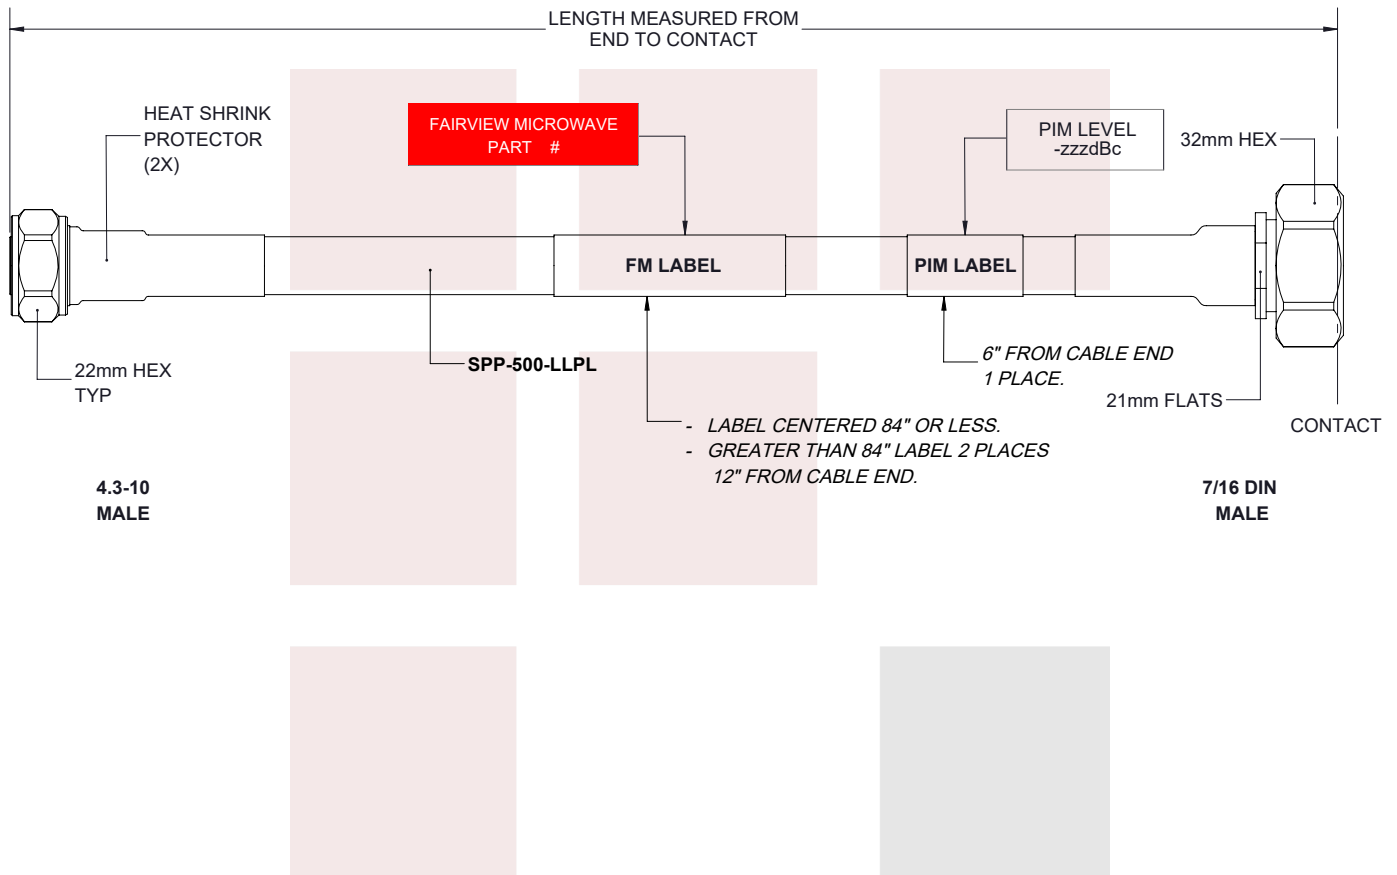 LENGTH MEASURED FROM
END TO CONTACT
HEAT SHRINK
PROTECTOR
(2X)
FAIRVIEW MICROWAVE
PART #
PIM LEVEL
-zzzdBc
32mm HEX
FM LABEL
PIM LABEL
22mm HEX
TYP
SPP-500-LLPL
6" FROM CABLE END
1 PLACE.
21mm FLATS
CONTACT
- LABEL CENTERED 84" OR LESS.
- GREATER THAN 84" LABEL 2 PLACES
12" FROM CABLE END.
4.3-10
MALE
7/16 DIN
MALE